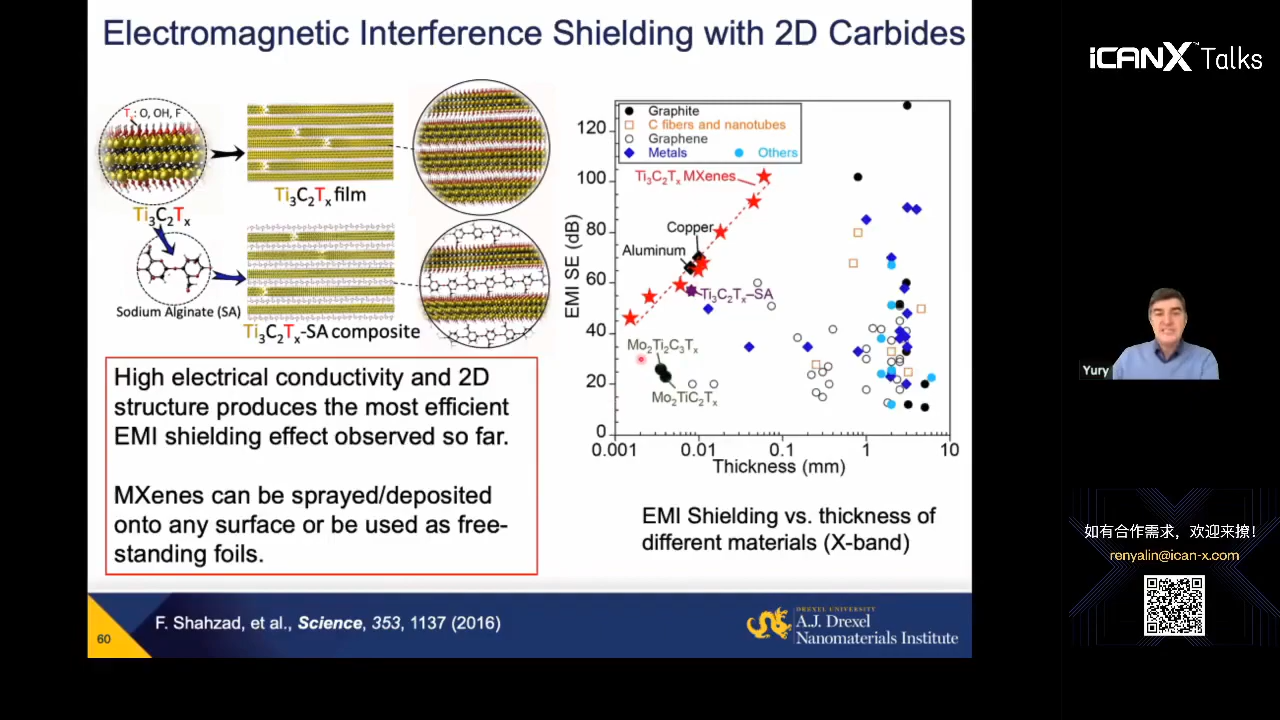 Electromagnetic Interference Shielding with 2D Carbides
iCANX Talks
T: O, OH, F
Ti3C2Tx film
Ti3C2Tx
Sodium Alginate (SA)
Ti3C2Tx-SA composite
High electrical conductivity and 2D
structure produces the most efficient
EMI shielding effect observed so far.
MXenes can be sprayed/deposited
onto any surface or be used as free-
standing foils.
EMI SE (dB)
120
100
80
60
40
20
0
Graphite
C fibers and nanotubes
Graphene
Metals
Others
Ti3C2Tx MXenes
Copper
Aluminum
Ti3C2Tx–SA
Mo2Ti2C3Tx
Mo2TiC2Tx
0.001
0.01
0.1
1
10
Thickness (mm)
EMI Shielding vs. thickness of
different materials (X-band)
Yury
如有合作需求，欢迎来撩！
renyalin@ican-x.com
60
F. Shahzad, et al., Science, 353, 1137 (2016)
DREXEL UNIVERSITY
A.J. Drexel
Nanomaterials Institute